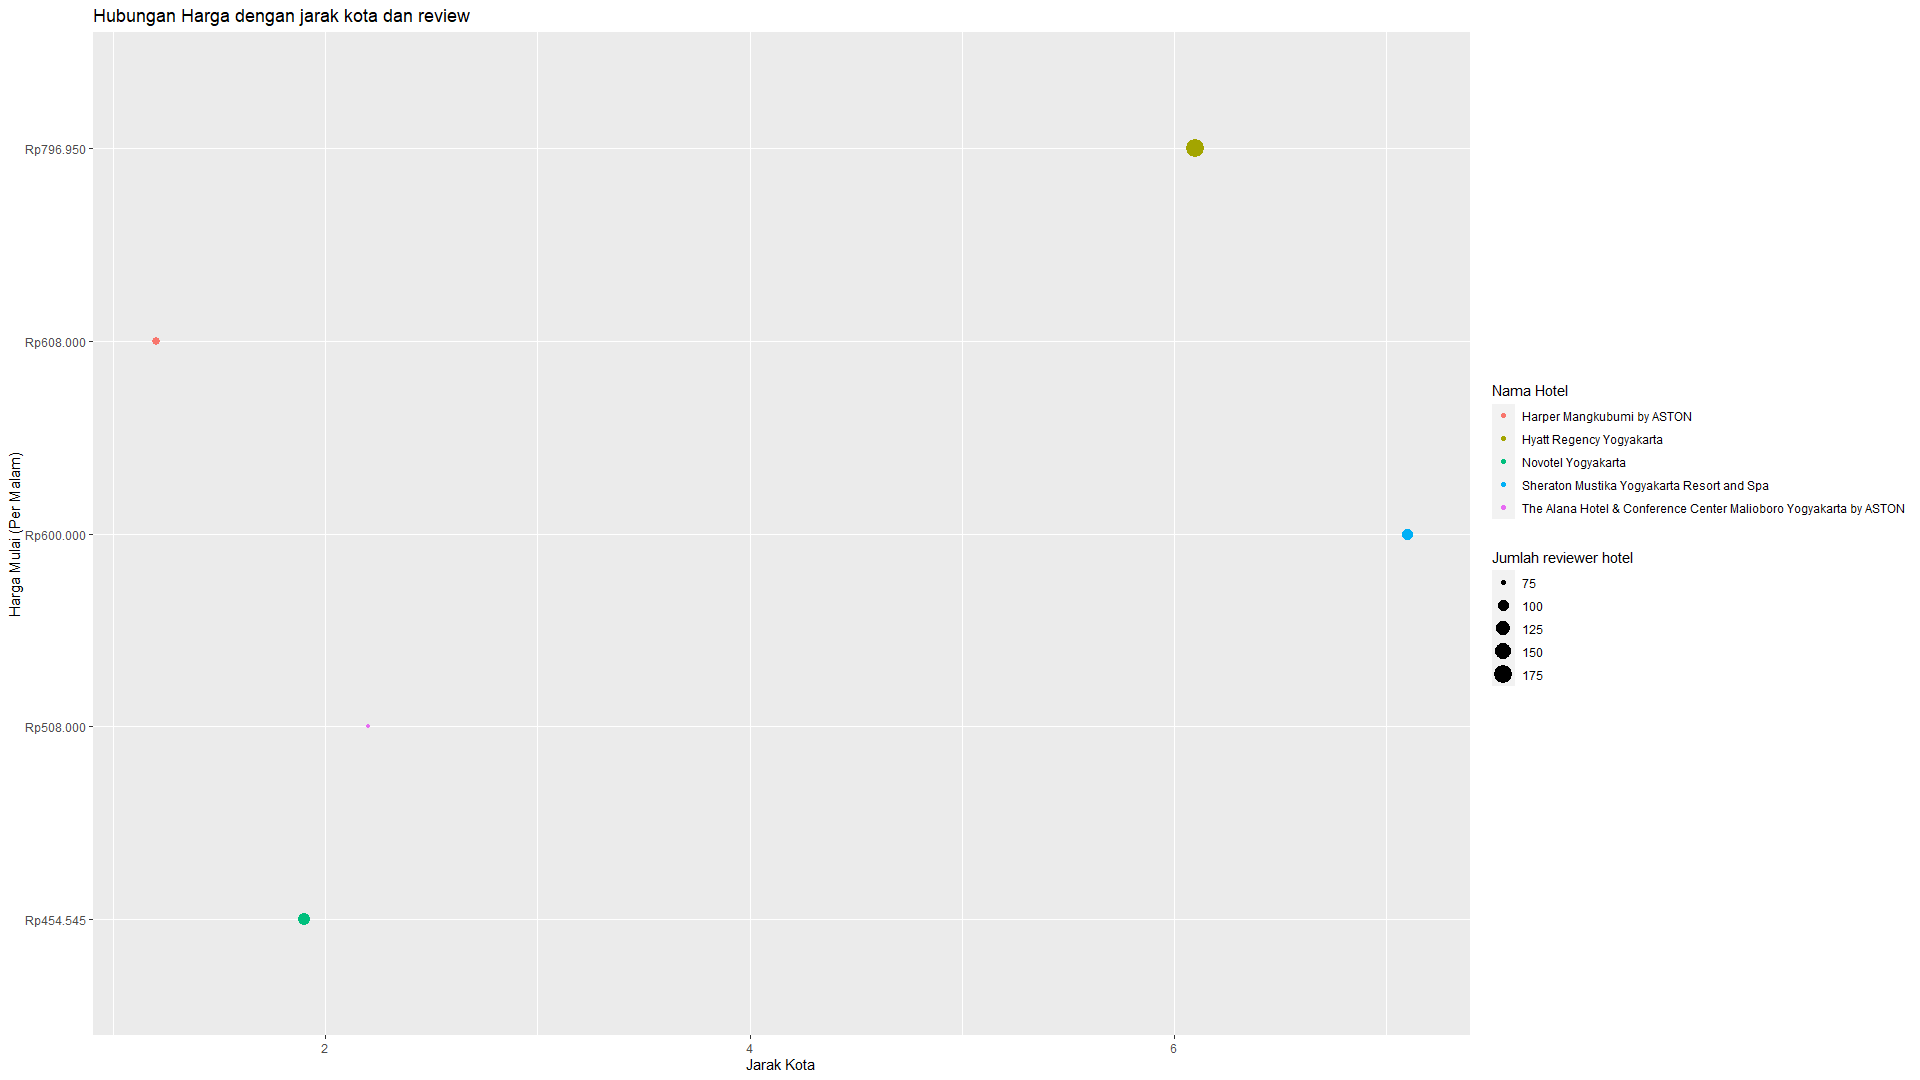 Hubungan Harga dengan jarak kota dan review
Harga Mulai (Per Malam)
Rp796.950
Rp608.000
Rp600.000
Rp508.000
Rp454.545
2
4
6
Jarak Kota
Nama Hotel
Harper Mangkubumi by ASTON
Hyatt Regency Yogyakarta
Novotel Yogyakarta
Sheraton Mustika Yogyakarta Resort and Spa
The Alana Hotel & Conference Center Malioboro Yogyakarta by ASTON
Jumlah reviewer hotel
75
100
125
150
175